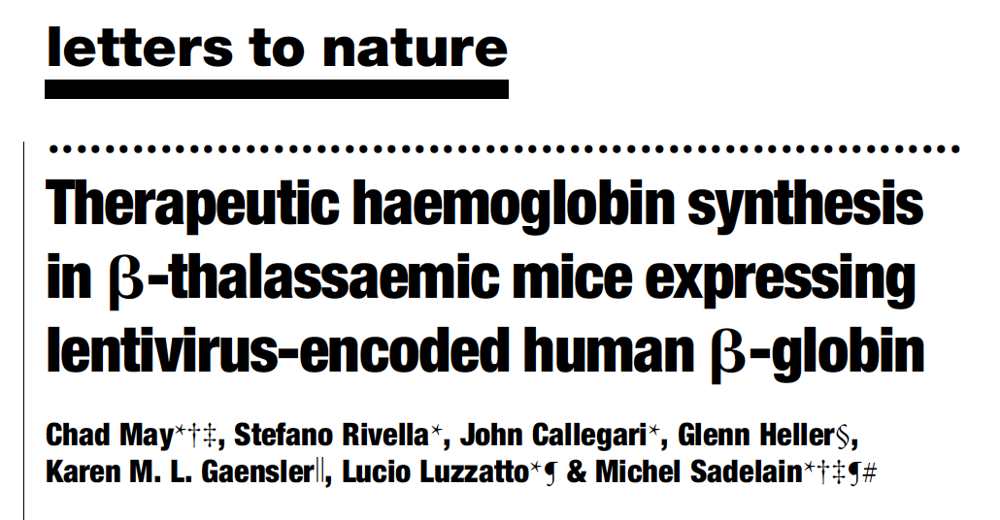 letters to nature
Therapeutic haemoglobin synthesis
in β-thalassaemic mice expressing
lentivirus-encoded human β-globin
Chad May*†‡, Stefano Rivella*, John Callegari*, Glenn Heller§,
Karen M. L. Gaensler||, Lucio Luzzatto*¶ & Michel Sadelain*†‡¶#